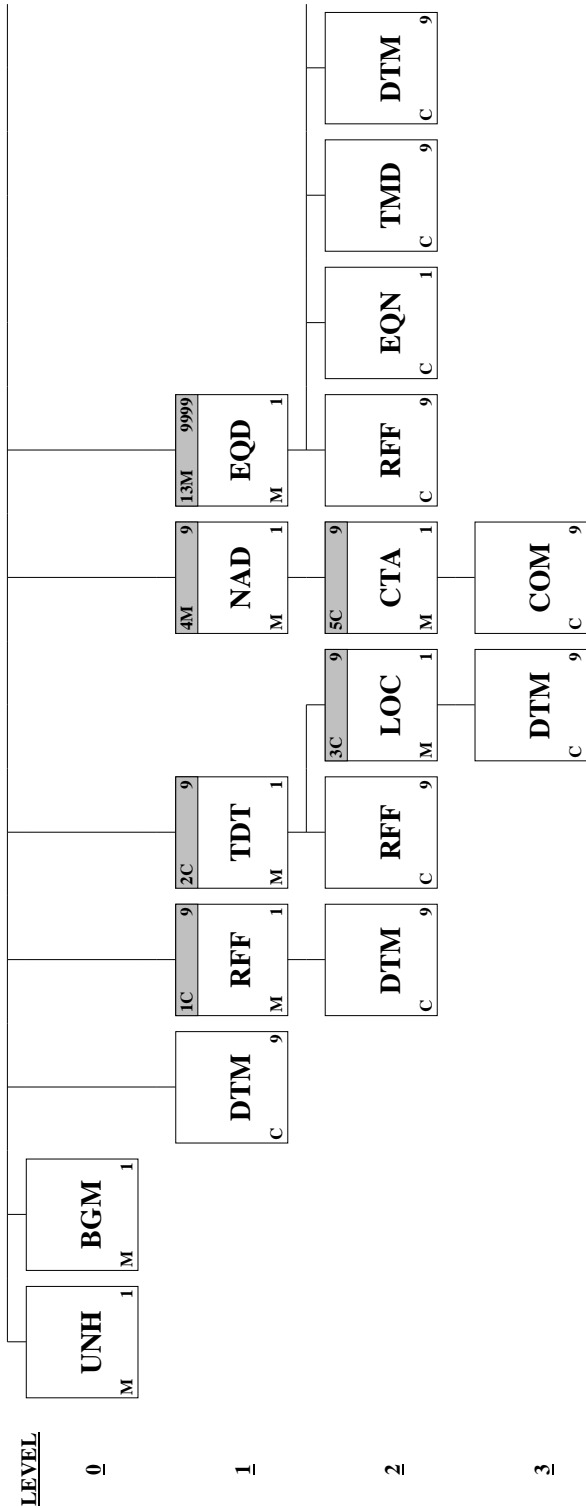 LEVEL
0 UNH BGM
M 1 M 1
1C 9 2C 9 4M 9 13M 9999
1 DTM RFF TDT NAD EQD
C 9 M 1 M 1 M 1 M 1
3C 9 5C 9
2 DTM RFF LOC CTA RFF EQN TMD DTM
C 9 C 9 M 1 M 1 C 9 C 1 C 9 C 9
3 DTM COM
C 9 C 9